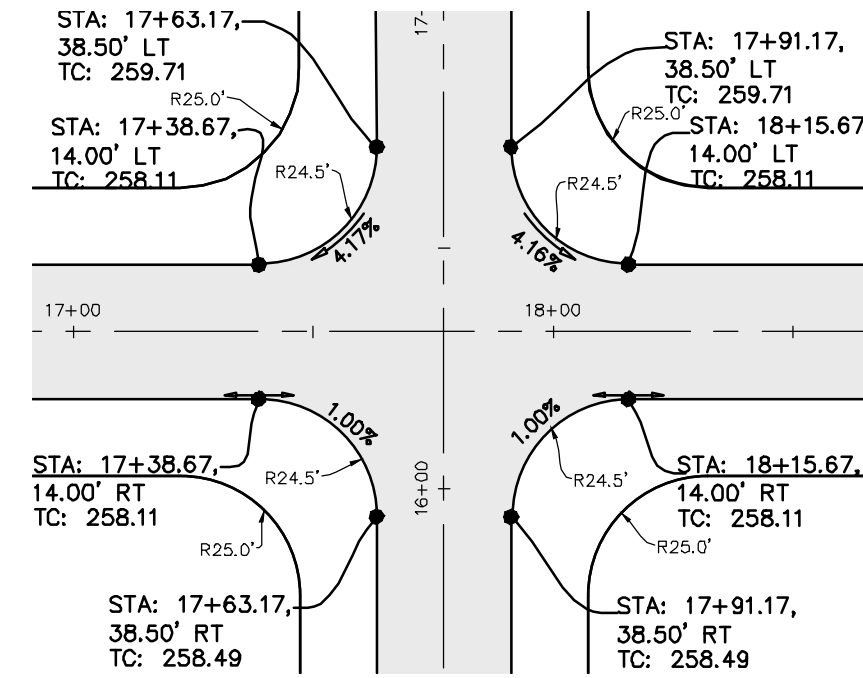 STA: 17+63.17,
38.50' LT
TC: 259.71
17-
STA: 17+91.17,
38.50' LT
TC: 259.71
R25.0'
R25.0'
STA: 17+38.67,
14.00' LT
TC: 258.11
STA: 18+15.67
14.00' LT
TC: 258.11
R24.5'
R24.5'
4.17%
4.16%
17+00
18+00
1.00%
1.00%
STA: 17+38.67,
14.00' RT
TC: 258.11
R24.5'
16+00
R24.5'
STA: 18+15.67,
14.00' RT
TC: 258.11
R25.0'
R25.0'
STA: 17+63.17,
38.50' RT
TC: 258.49
STA: 17+91.17,
38.50' RT
TC: 258.49